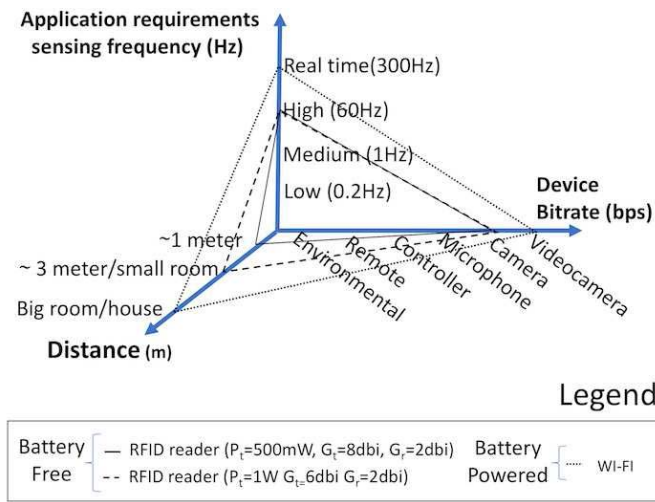 Application requirements
sensing frequency (Hz)
Real time(300Hz)
High (60Hz)
Medium (1Hz)
Low (0.2Hz)
Device
Bitrate (bps)
~1 meter
~ 3 meter/small room
Big room/house
Distance (m)
Environmental
Remote
Controller
Microphone
Camera
Videocamera
Legend
Battery
Free
RFID reader (Pt=500mW, Gt=8dbi, Gr=2dbi)
RFID reader (Pt=1W Gt=6dbi Gr=2dbi)
Battery
Powered
WI-FI